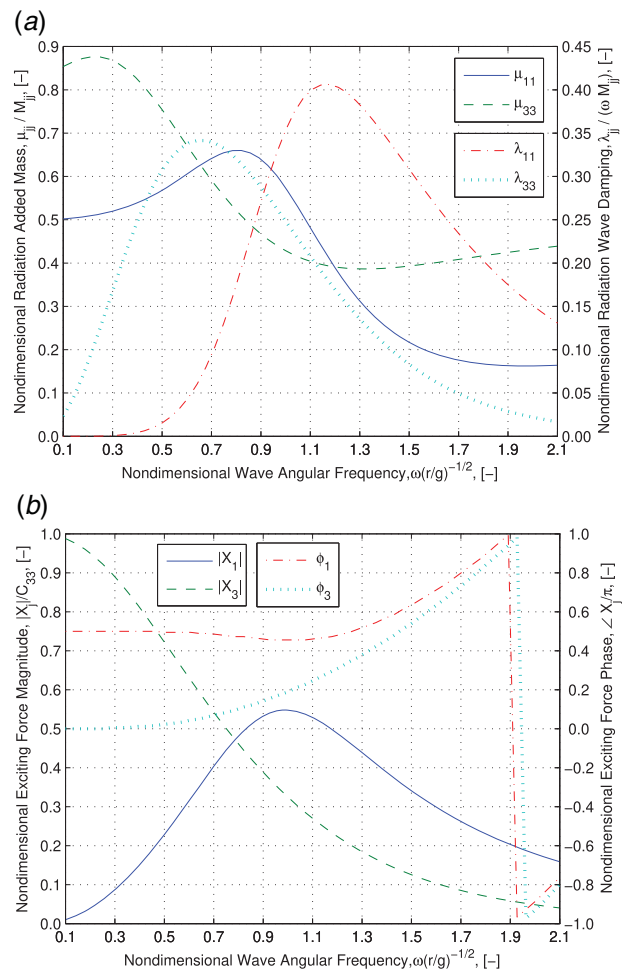 (a)
Nondimensional Radiation Added Mass, μjj / Mjj, [−]
0.9
0.8
0.7
0.6
0.5
0.4
0.3
0.2
0.1
0.0
μ11
μ33
λ11
λ33
0.45
0.40
0.35
0.30
0.25
0.20
0.15
0.10
0.05
0.00
Nondimensional Radiation Wave Damping, λjj / (ω Mjj), [−]
0.1 0.3 0.5 0.7 0.9 1.1 1.3 1.5 1.7 1.9 2.1
Nondimensional Wave Angular Frequency,ω(r/g)−1/2, [−]
(b)
Nondimensional Exciting Force Magnitude, |Xj|/C33, [−]
1.0
0.9
0.8
0.7
0.6
0.5
0.4
0.3
0.2
0.1
0.0
|X1|
|X3|
ϕ1
ϕ3
1.0
0.8
0.6
0.4
0.2
0.0
−0.2
−0.4
−0.6
−0.8
−1.0
Nondimensional Exciting Force Phase, ∠ Xj/π, [−]
0.1 0.3 0.5 0.7 0.9 1.1 1.3 1.5 1.7 1.9 2.1
Nondimensional Wave Angular Frequency,ω(r/g)−1/2, [−]